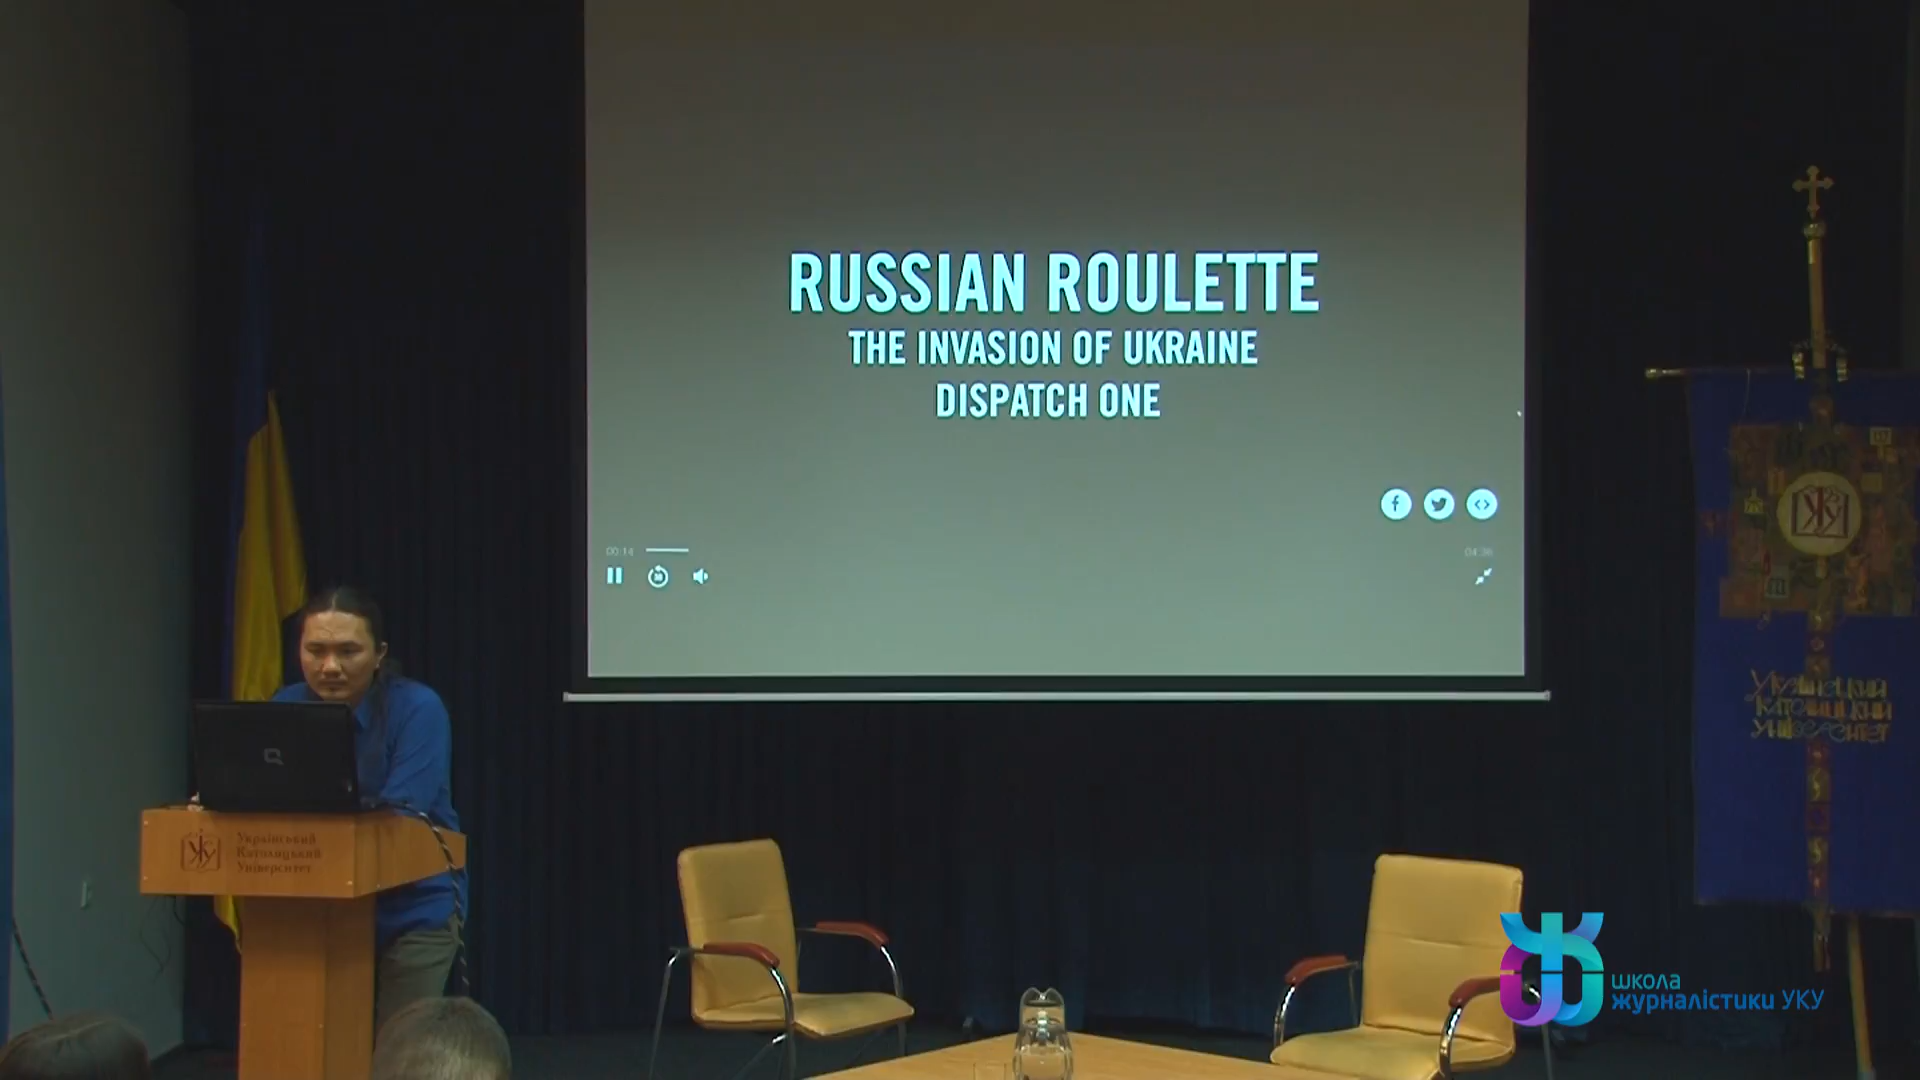 RUSSIAN ROULETTE
THE INVASION OF UKRAINE
DISPATCH ONE
00:14
04:36
Український
Католицький
Університет
Український
католицький
університет
школа
журналістики УКУ